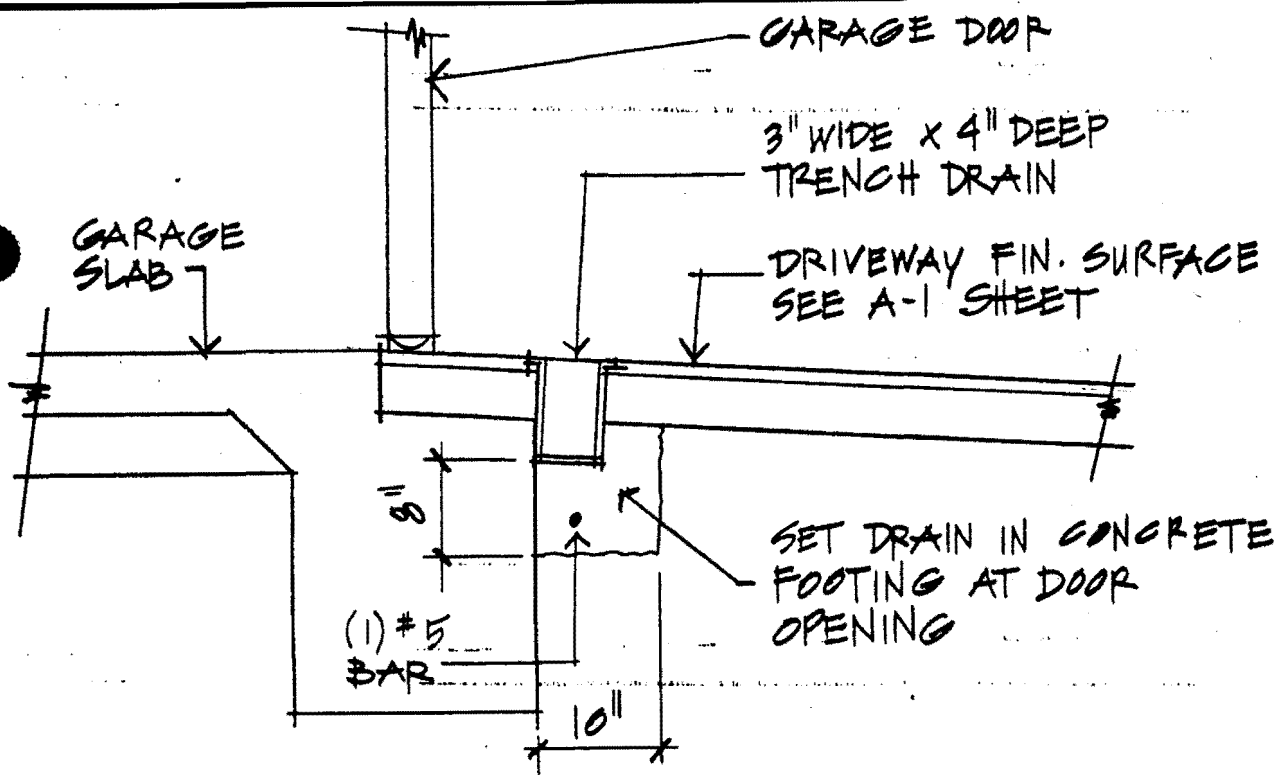 GARAGE DOOR
3" WIDE X 4" DEEP
TRENCH DRAIN
GARAGE
SLAB
DRIVEWAY FIN. SURFACE
SEE A-1 SHEET
8"
SET DRAIN IN CONCRETE
FOOTING AT DOOR
OPENING
(1) #5
BAR
10"